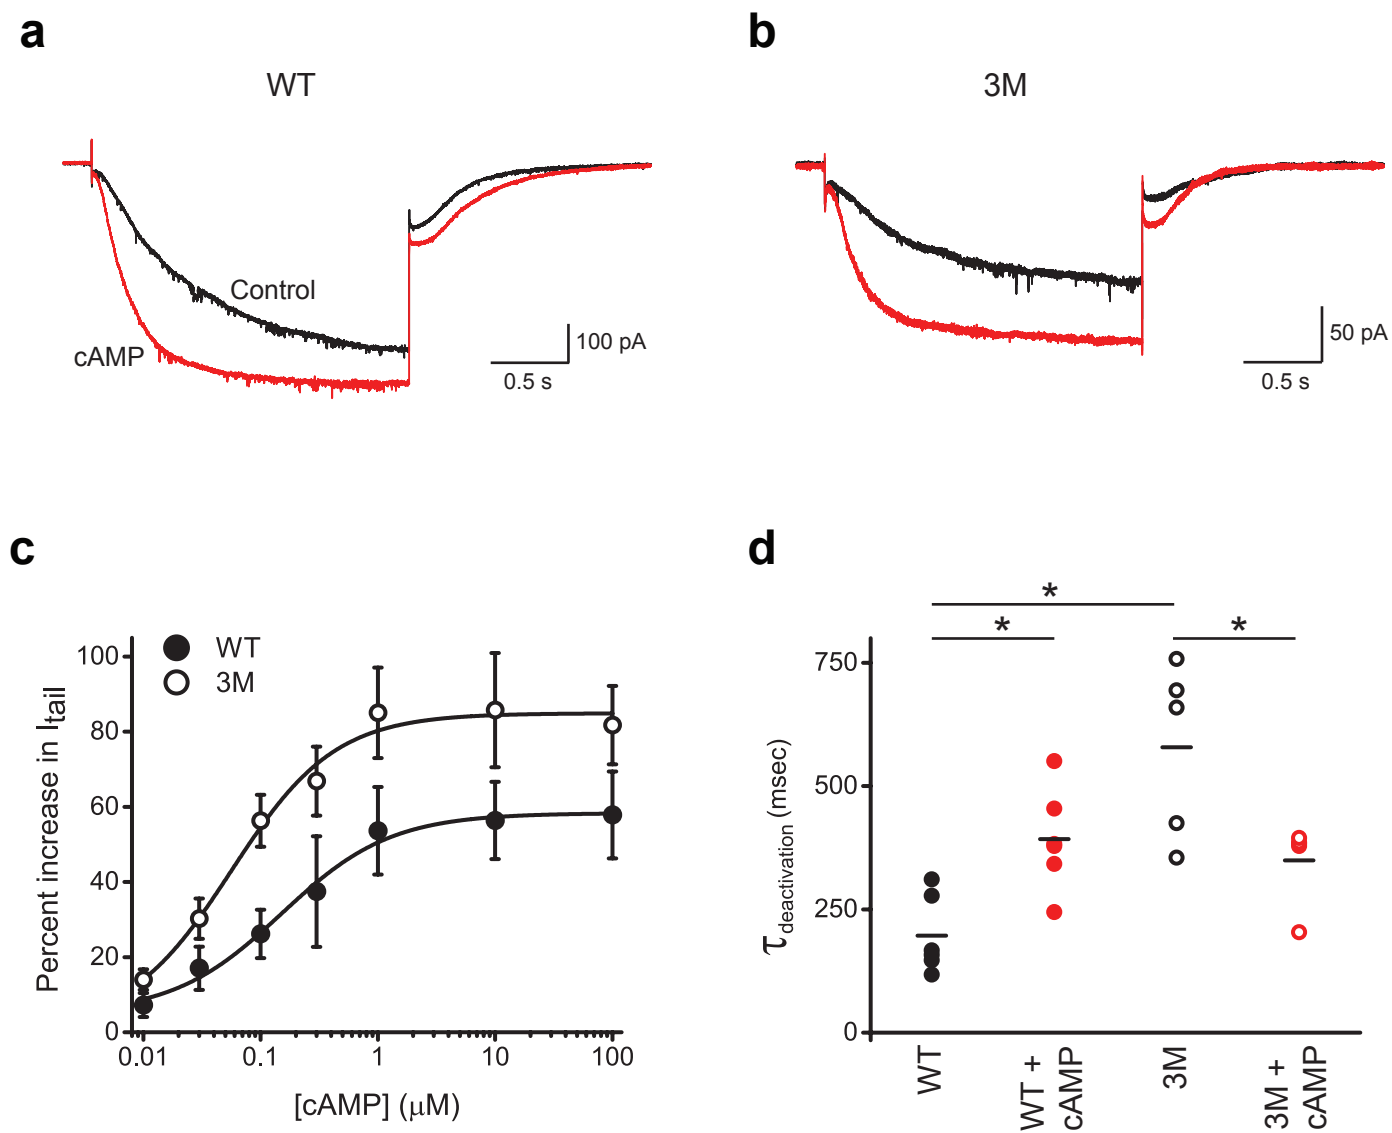 a
WT
Control
cAMP
100 pA
0.5 s
b
3M
50 pA
0.5 s
c
WT
3M
Percent increase in Itail
100
80
60
40
20
0
0.01 0.1 1 10 100
[cAMP] (μM)
d
*
* *
τdeactivation (msec)
750
500
250
0
WT
WT +
cAMP
3M
3M +
cAMP